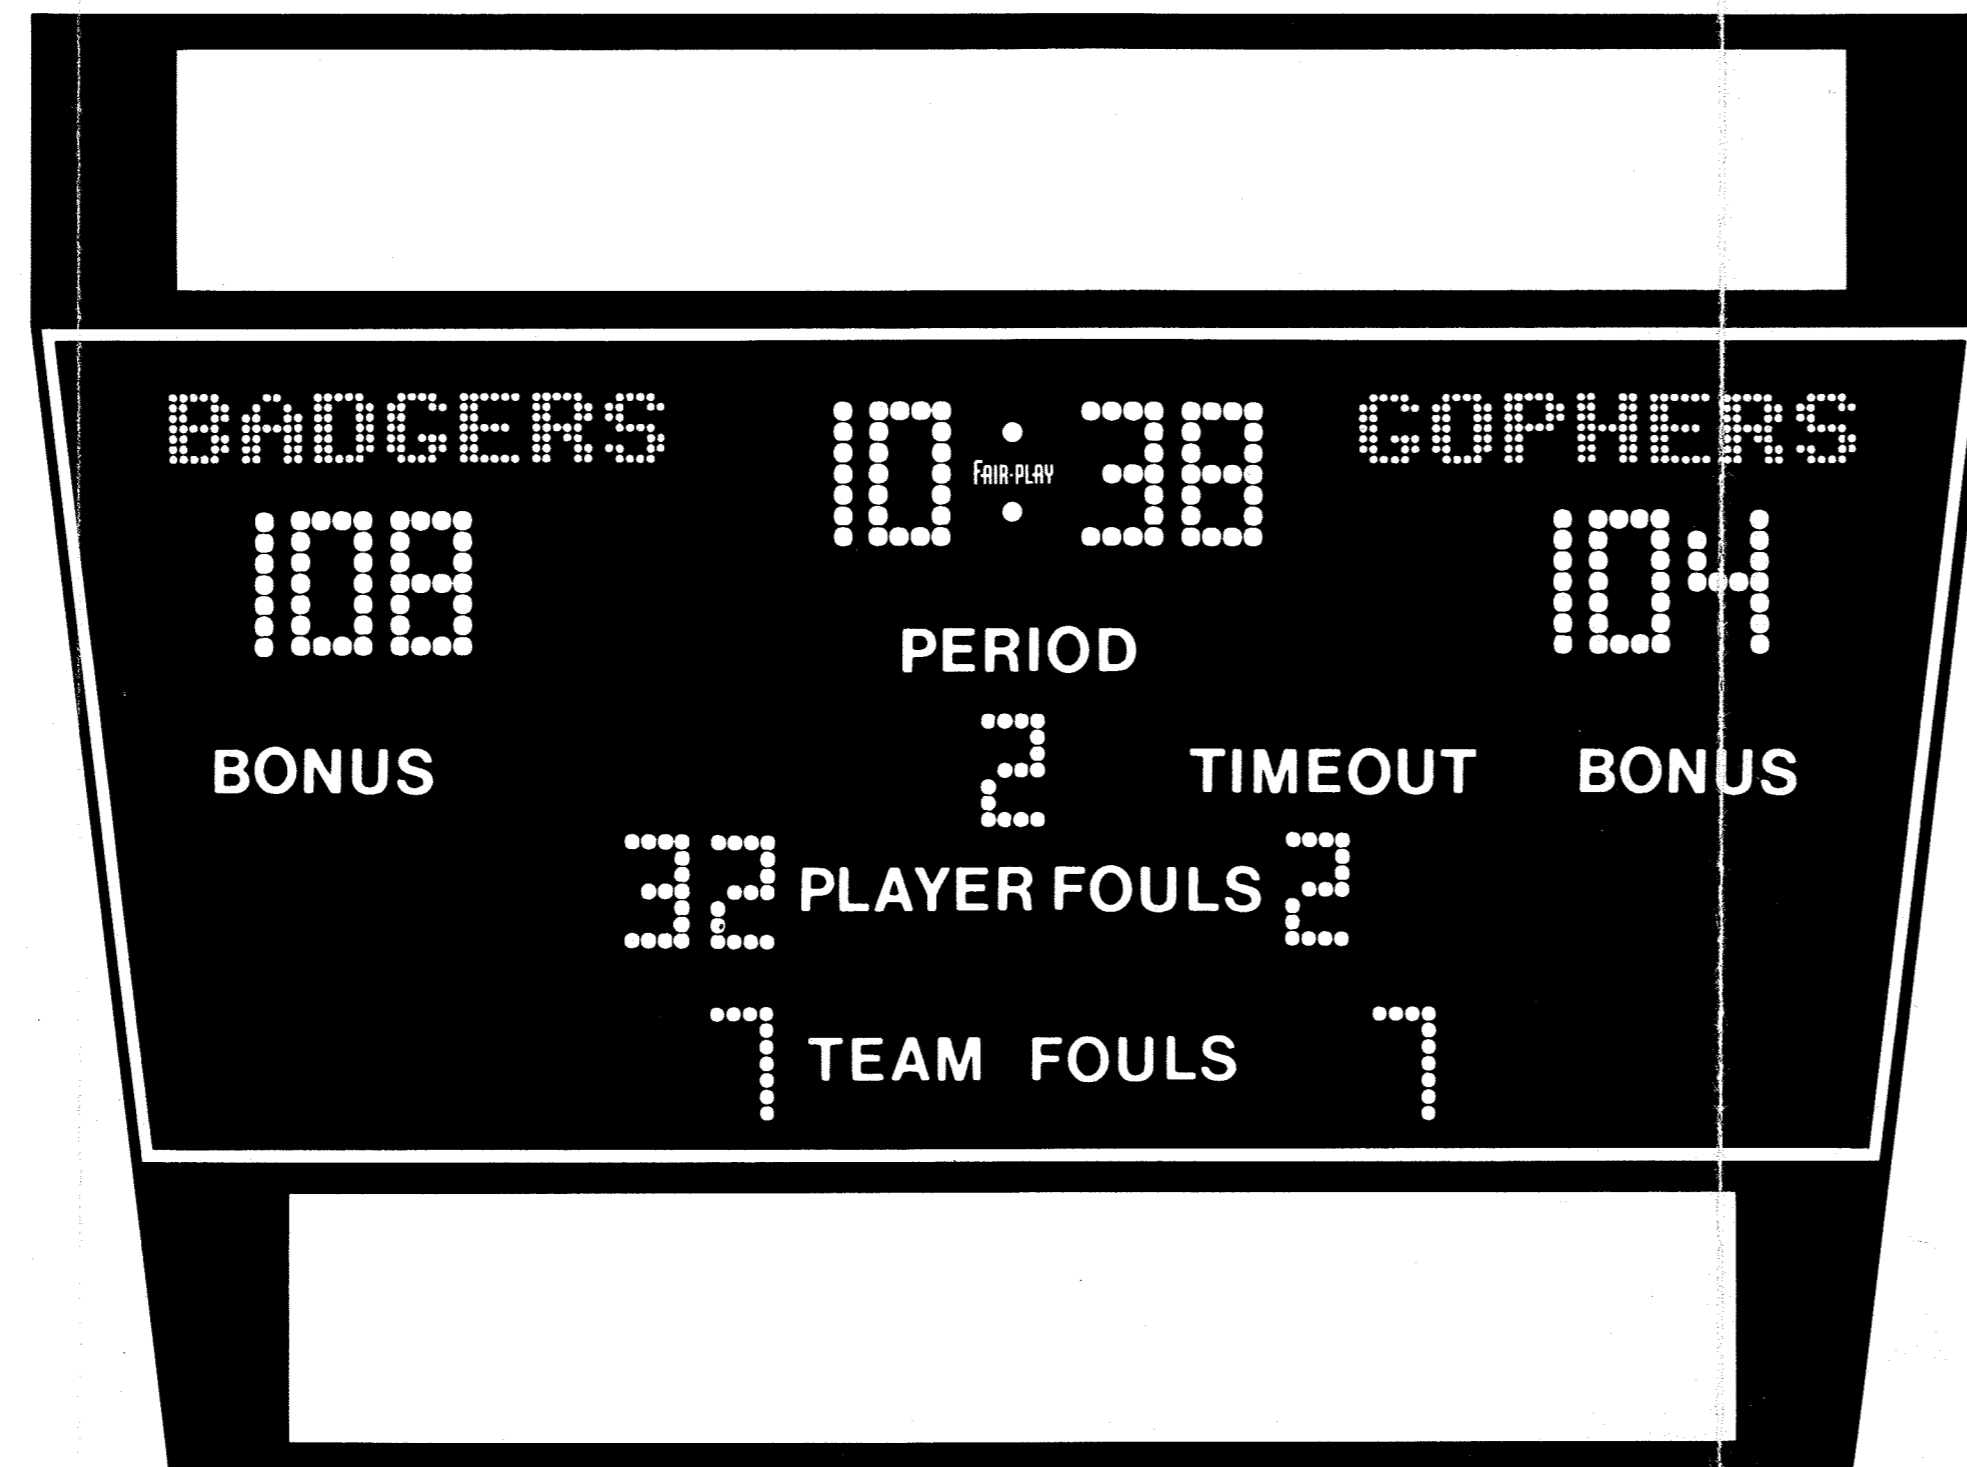 BADGERS 10:38 GOPHERS
FAIR-PLAY
108 104
PERIOD
2
BONUS TIMEOUT BONUS
32 PLAYER FOULS 2
7 TEAM FOULS 7